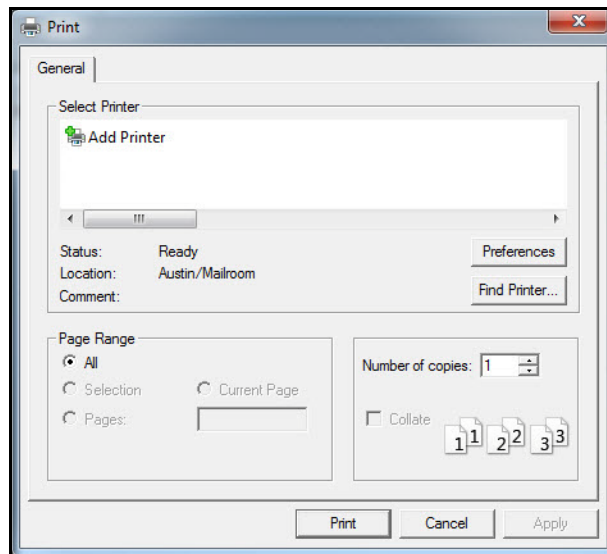 Print
General
Select Printer
Add Printer
Status: Ready
Location: Austin/Mailroom
Comment:
Preferences
Find Printer...
Page Range
All
Selection
Current Page
Pages:
Number of copies: 1
Collate
1 1 2 2 3 3
Print Cancel Apply